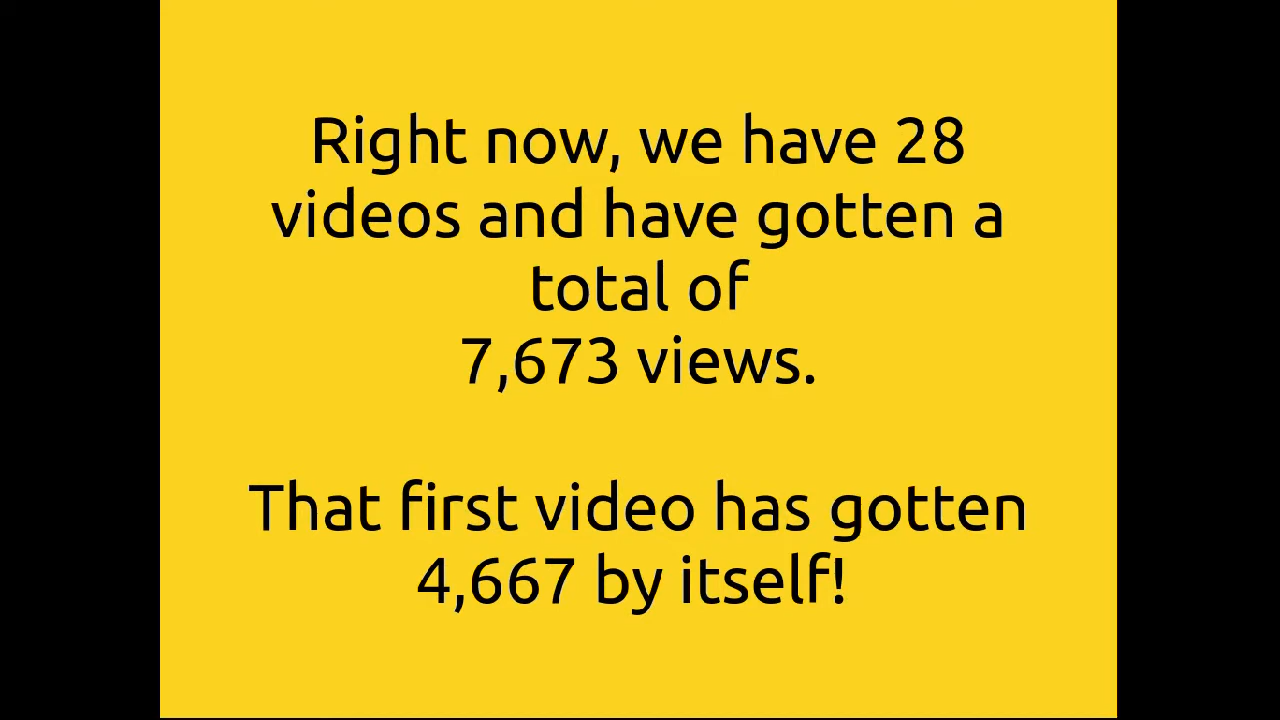 Right now, we have 28
videos and have gotten a
total of
7,673 views.
That first video has gotten
4,667 by itself!